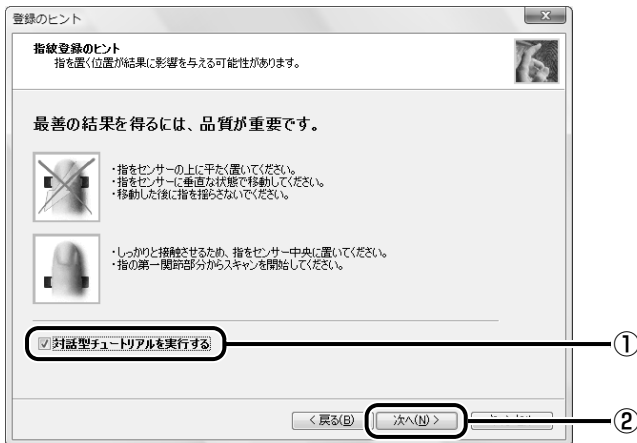 登録のヒント
指紋登録のヒント
指を置く位置が結果に影響を与える可能性があります。
最善の結果を得るには、品質が重要です。
・指をセンサーの上に平たく置いてください。
・指をセンサーに垂直な状態で移動してください。
・移動した後に指を揺らさないでください。
・しっかりと接触させるため、指をセンサー中央に置いてください。
・指の第一関節部分からスキャンを開始してください。
対話型チュートリアルを実行する
①
< 戻る(B)
次へ(N) >
②